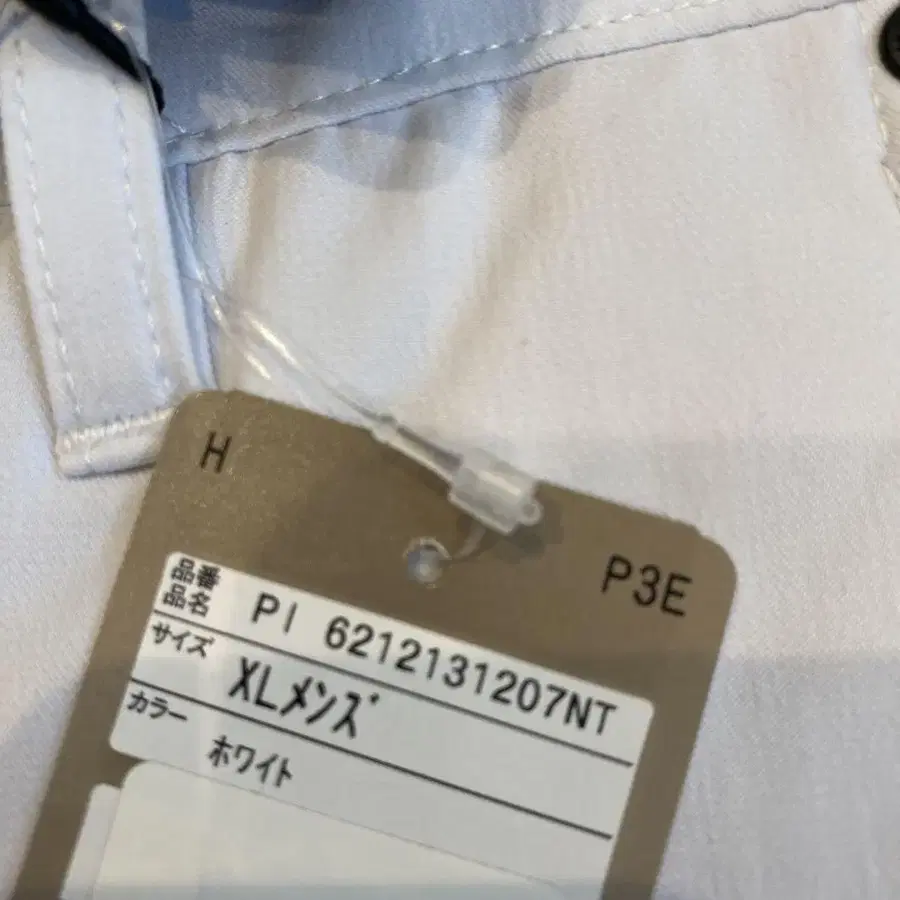 H
P3E
品番
品名 PI 6212131207NT
サイズ XLメンズ
カラー ホワイト